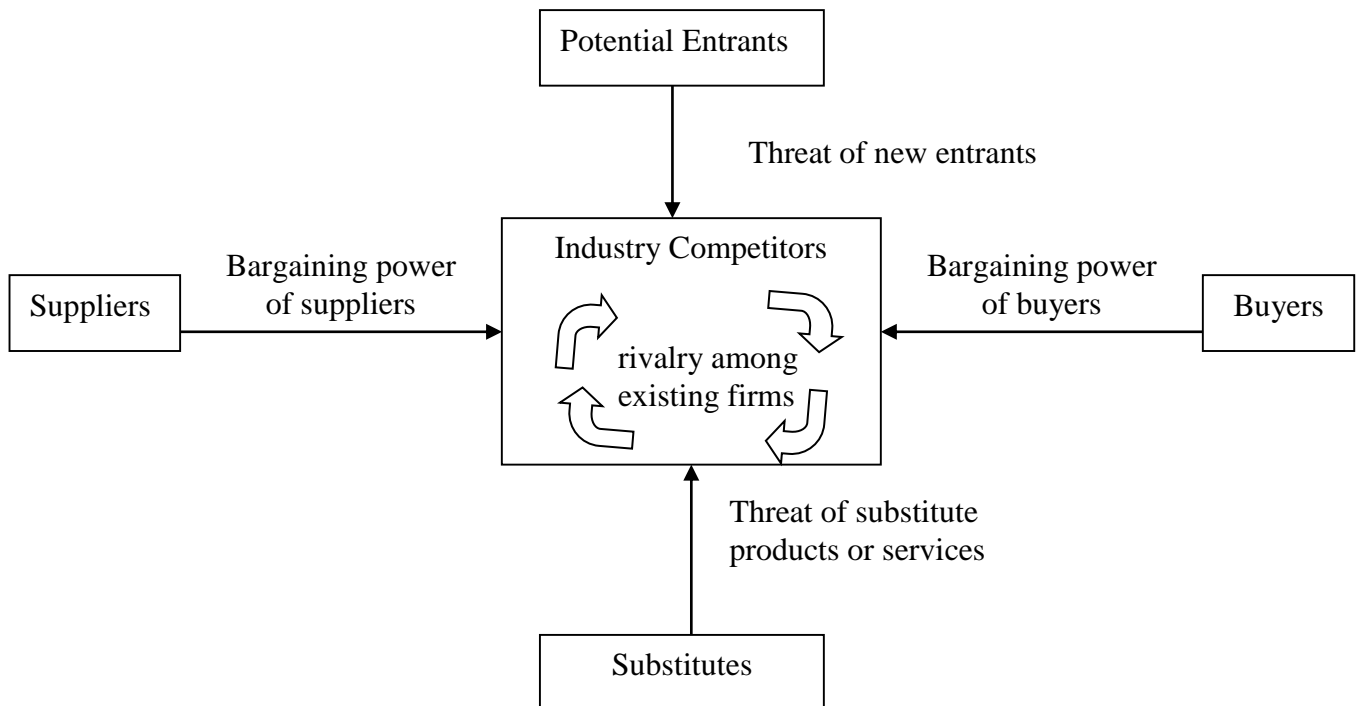 Potential Entrants
Threat of new entrants
Industry Competitors
Bargaining power
of suppliers
Bargaining power
of buyers
Suppliers
Buyers
rivalry among
existing firms
Threat of substitute
products or services
Substitutes